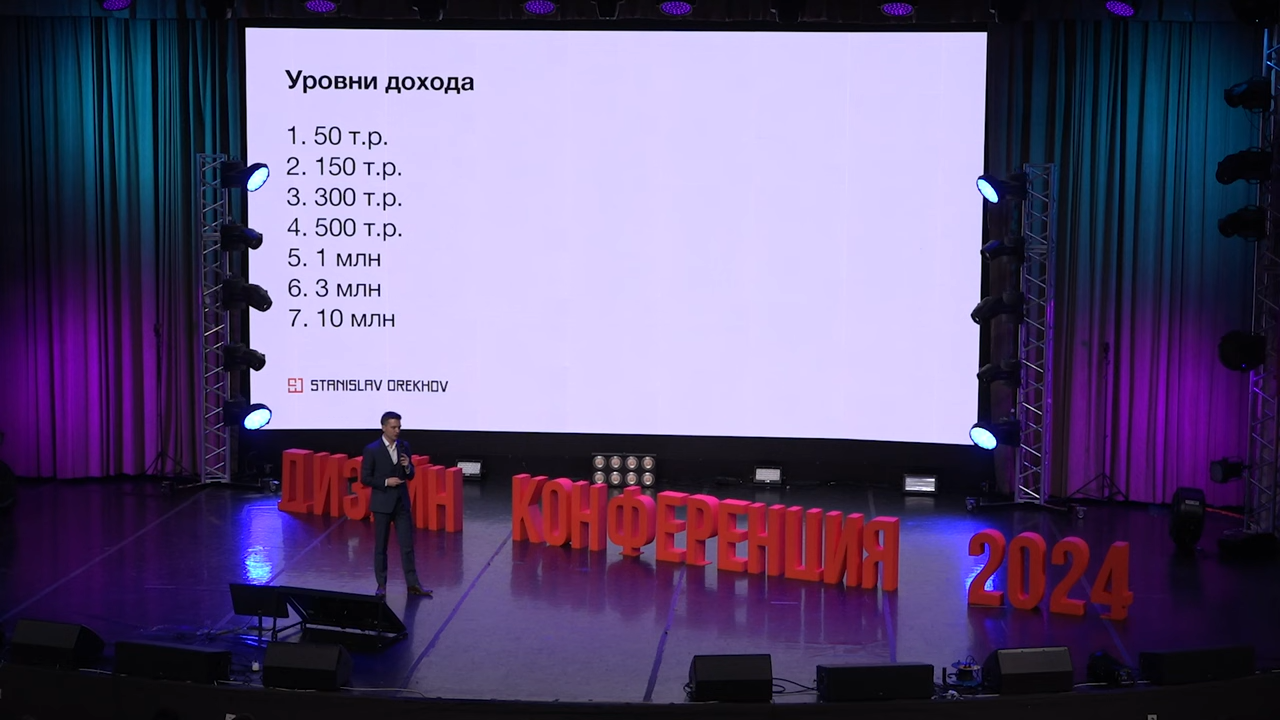 Уровни дохода
1. 50 т.р.
2. 150 т.р.
3. 300 т.р.
4. 500 т.р.
5. 1 млн
6. 3 млн
7. 10 млн
STANISLAV OREKHOV
ДИЗАЙН КОНФЕРЕНЦИЯ 2024